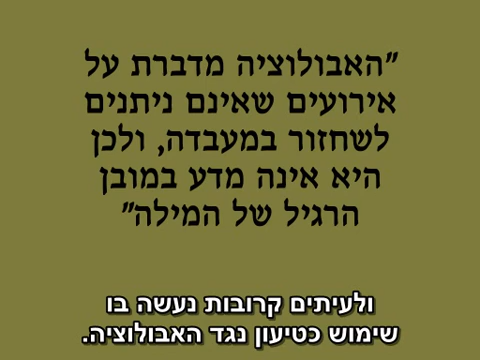 "האבולוציה מדברת על
אירועים שאינם ניתנים
לשחזור במעבדה, ולכן
היא אינה מדע במובן
הרגיל של המילה"
ולעיתים קרובות נעשה בו
שימוש כטיעון נגד האבולוציה.